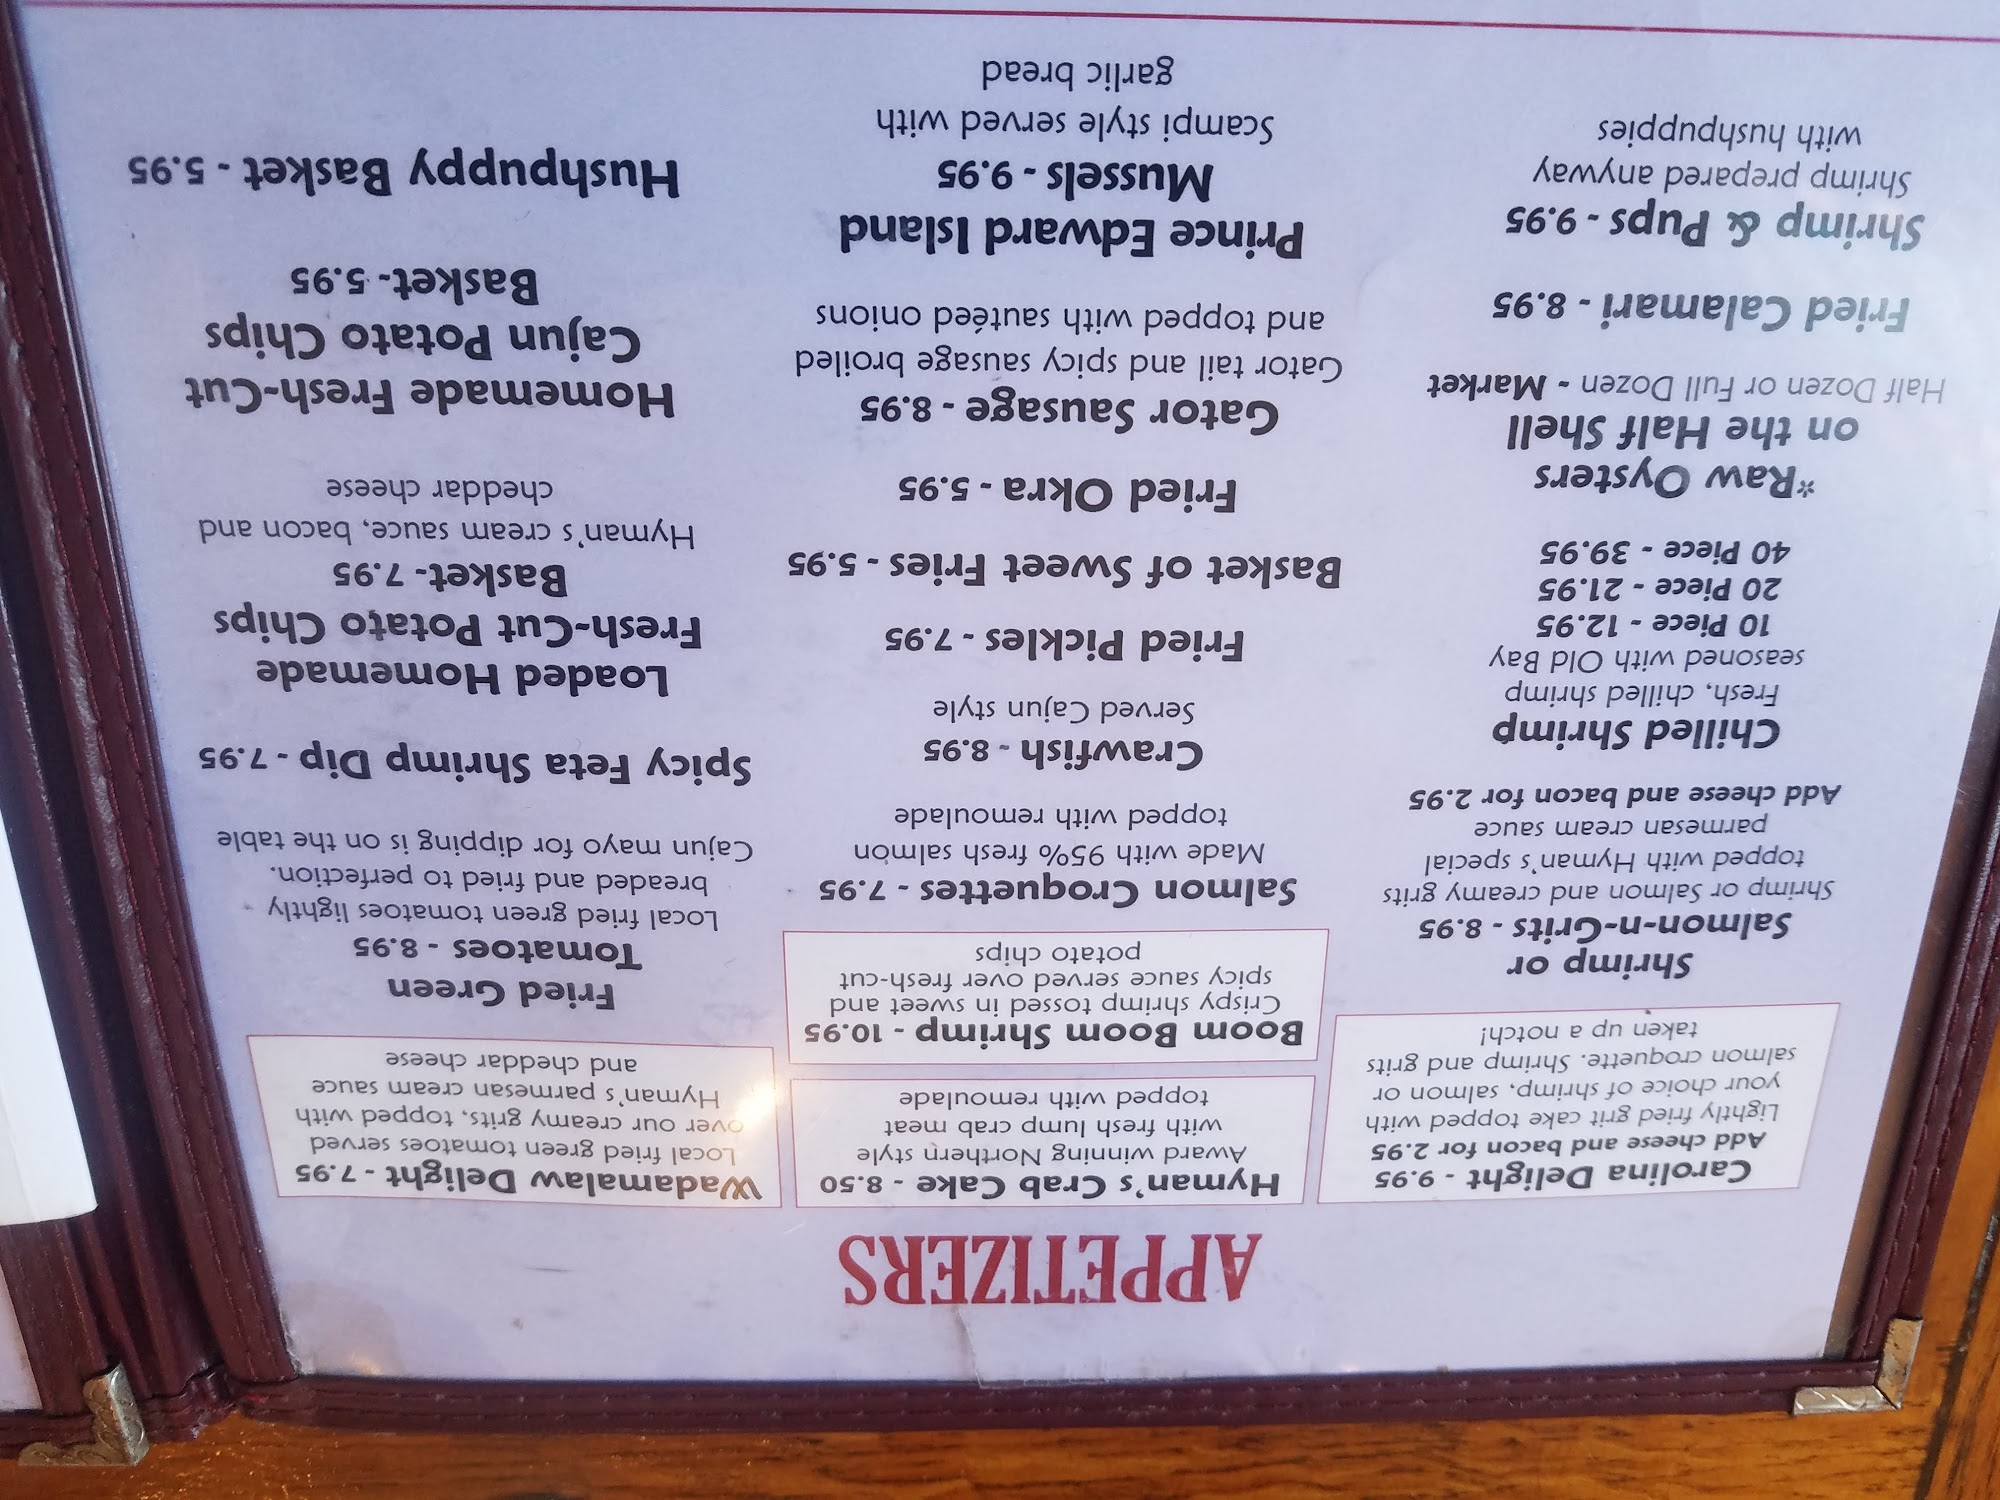 APPETIZERS
Carolina Delight - 9.95
Add cheese and bacon for 2.95
Lightly fried grit cake topped with
your choice of shrimp, salmon or
salmon croquette. Shrimp and grits
taken up a notch!
Shrimp or
Salmon-n-Grits - 8.95
Shrimp or Salmon and creamy grits
topped with Hyman's special
parmesan cream sauce
Add cheese and bacon for 2.95
Chilled Shrimp
Fresh, chilled shrimp
seasoned with Old Bay
10 Piece - 12.95
20 Piece - 21.95
40 Piece - 39.95
*Raw Oysters
on the Half Shell
Half Dozen or Full Dozen - Market
Fried Calamari - 8.95
Shrimp & Pups - 9.95
Shrimp prepared anyway
with hushpuppies
Hyman's Crab Cake - 8.50
Award winning Northern style
with fresh lump crab meat
topped with remoulade
Boom Boom Shrimp - 10.95
Crispy shrimp tossed in sweet and
spicy sauce served over fresh-cut
potato chips
Salmon Croquettes - 7.95
Made with 95% fresh salmon
topped with remoulade
Crawfish - 8.95
Served Cajun style
Fried Pickles - 7.95
Basket of Sweet Fries - 5.95
Fried Okra - 5.95
Gator Sausage - 8.95
Gator tail and spicy sausage broiled
and topped with sautéed onions
Prince Edward Island
Mussels - 9.95
Scampi style served with
garlic bread
Wadamalaw Delight - 7.95
Local fried green tomatoes served
over our creamy grits, topped with
Hyman's parmesan cream sauce
and cheddar cheese
Fried Green
Tomatoes - 8.95
Local fried green tomatoes lightly
breaded and fried to perfection.
Cajun mayo for dipping is on the table
Spicy Feta Shrimp Dip - 7.95
Loaded Homemade
Fresh-Cut Potato Chips
Basket- 7.95
Hyman's cream sauce, bacon and
cheddar cheese
Homemade Fresh-Cut
Cajun Potato Chips
Basket- 5.95
Hushpuppy Basket - 5.95